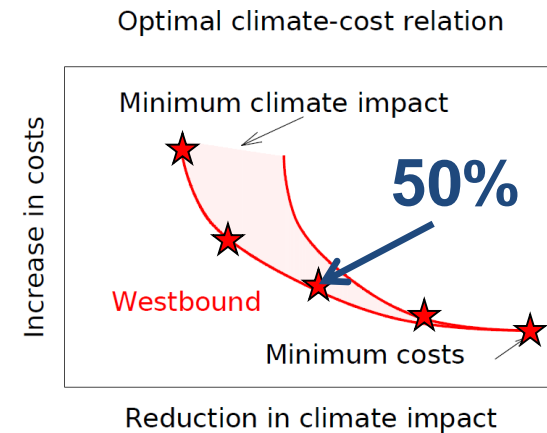 Optimal climate-cost relation
Minimum climate impact
50%
Increase in costs
Westbound
Minimum costs
Reduction in climate impact